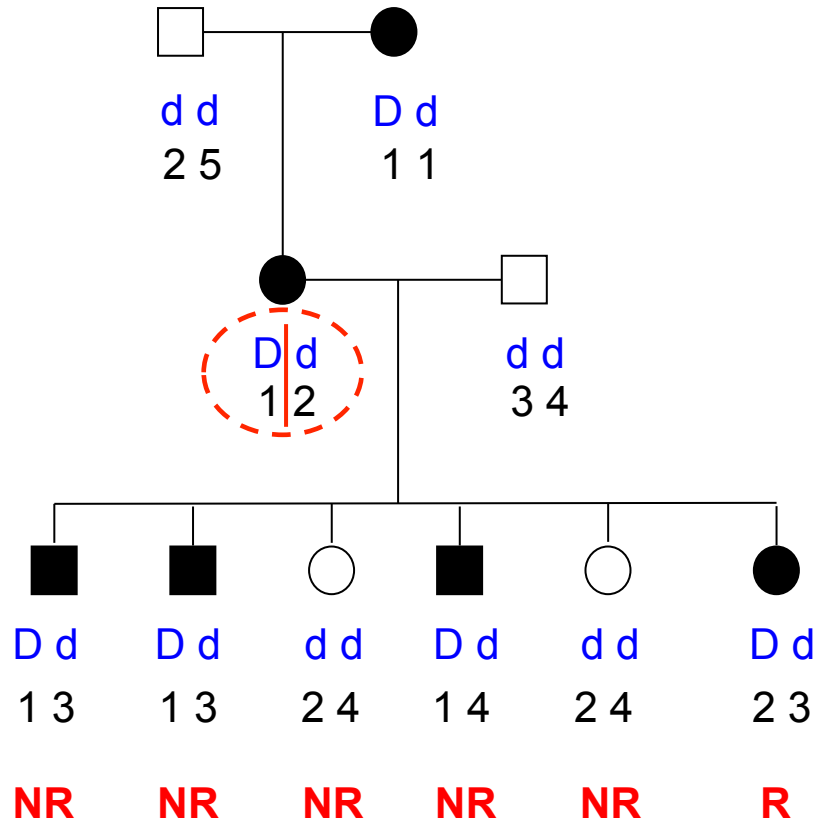 d d D d
2 5 1 1
D d d d
1 2 3 4
D d D d d d D d d d D d
1 3 1 3 2 4 1 4 2 4 2 3
NR NR NR NR NR R